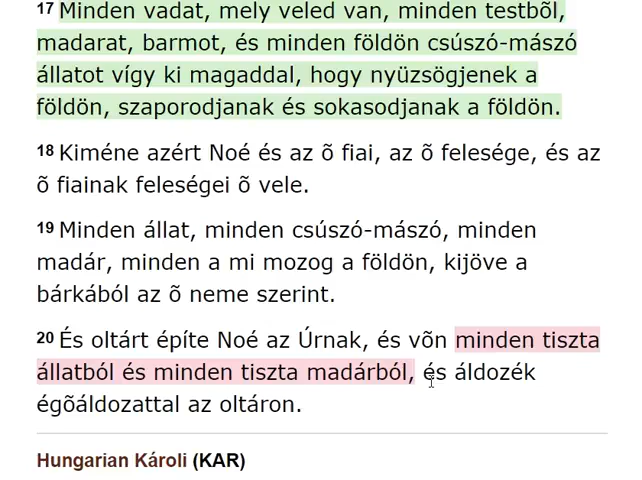 17 Minden vadat, mely veled van, minden testbõl,
madarat, barmot, és minden földön csúszó-mászó
állatot vígy ki magaddal, hogy nyüzsögjenek a
földön, szaporodjanak és sokasodjanak a földön.
18 Kiméne azért Noé és az õ fiai, az õ felesége, és az
õ fiainak feleségei õ vele.
19 Minden állat, minden csúszó-mászó, minden
madár, minden a mi mozog a földön, kijöve a
bárkából az õ neme szerint.
20 És oltárt építe Noé az Úrnak, és võn minden tiszta
állatból és minden tiszta madárból, és áldozék
égõáldozattal az oltáron.
Hungarian Károli (KAR)